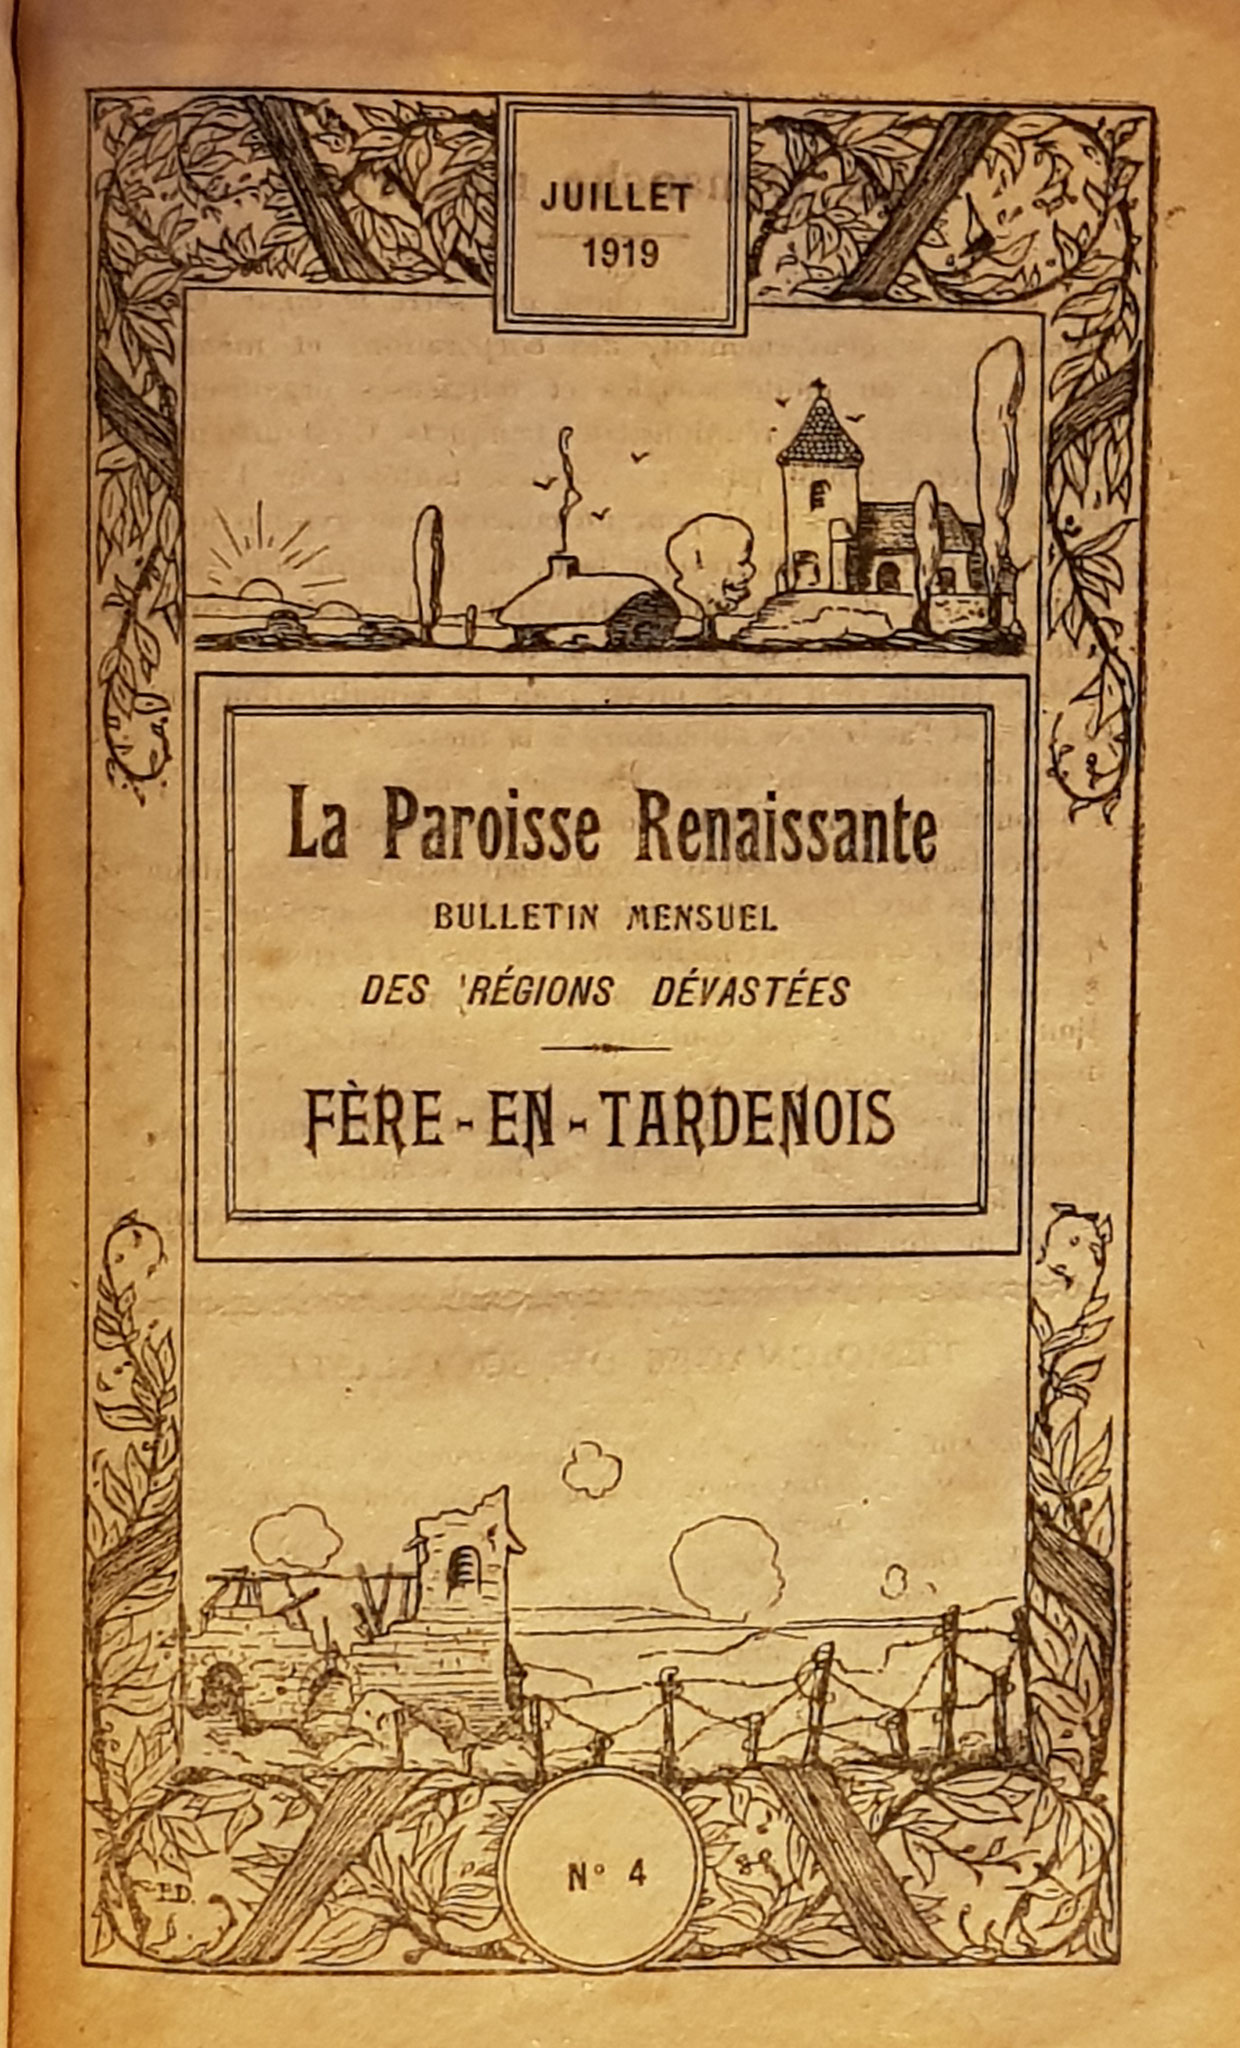 JUILLET
1919
La Paroisse Renaissante
BULLETIN MENSUEL
DES RÉGIONS DÉVASTÉES
FÈRE-EN-TARDENOIS
N° 4